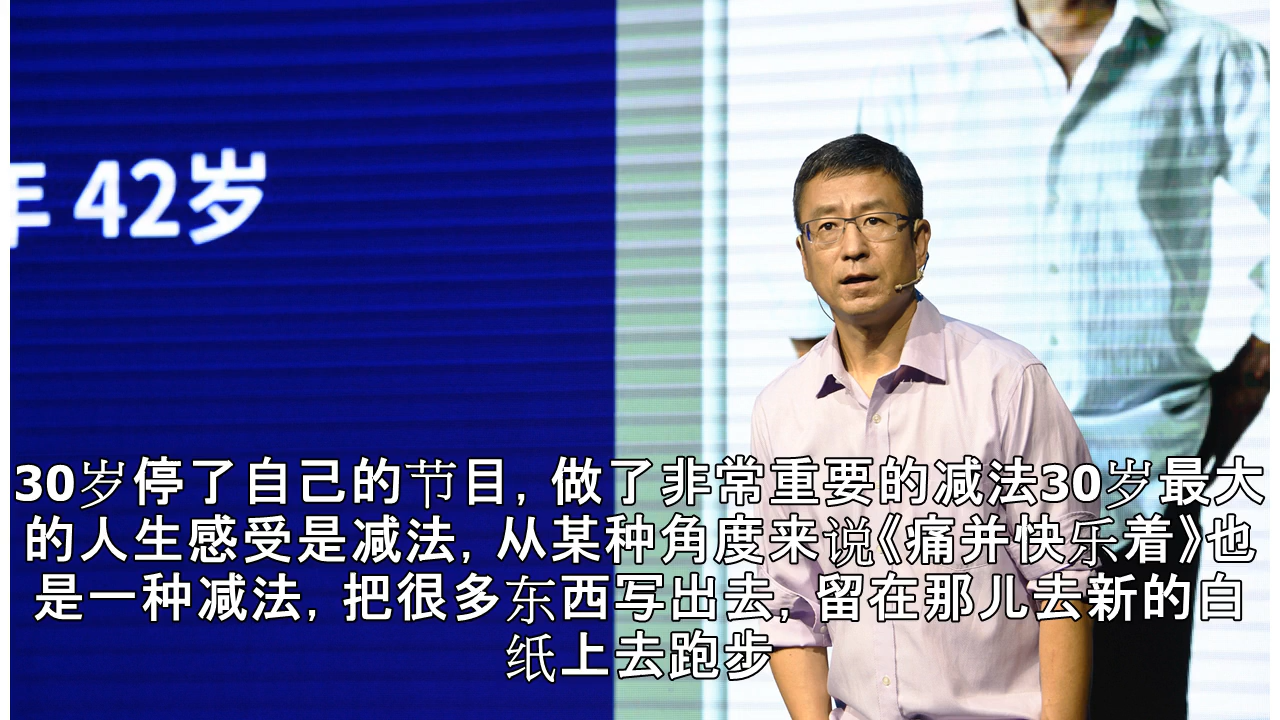 年 42岁
30岁停了自己的节目，做了非常重要的减法30岁最大
的人生感受是减法，从某种角度来说《痛并快乐着》也
是一种减法，把很多东西写出去，留在那儿去新的白
纸上去跑步